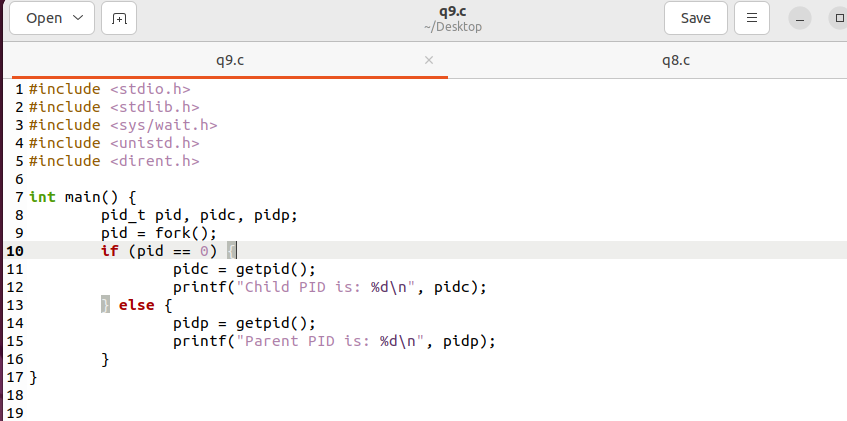 Open
q9.c
~/Desktop
Save
q9.c × q8.c
1 #include <stdio.h>
2 #include <stdlib.h>
3 #include <sys/wait.h>
4 #include <unistd.h>
5 #include <dirent.h>
6
7 int main() {
8         pid_t pid, pidc, pidp;
9         pid = fork();
10         if (pid == 0) {
11                 pidc = getpid();
12                 printf("Child PID is: %d\n", pidc);
13         } else {
14                 pidp = getpid();
15                 printf("Parent PID is: %d\n", pidp);
16         }
17 }
18
19